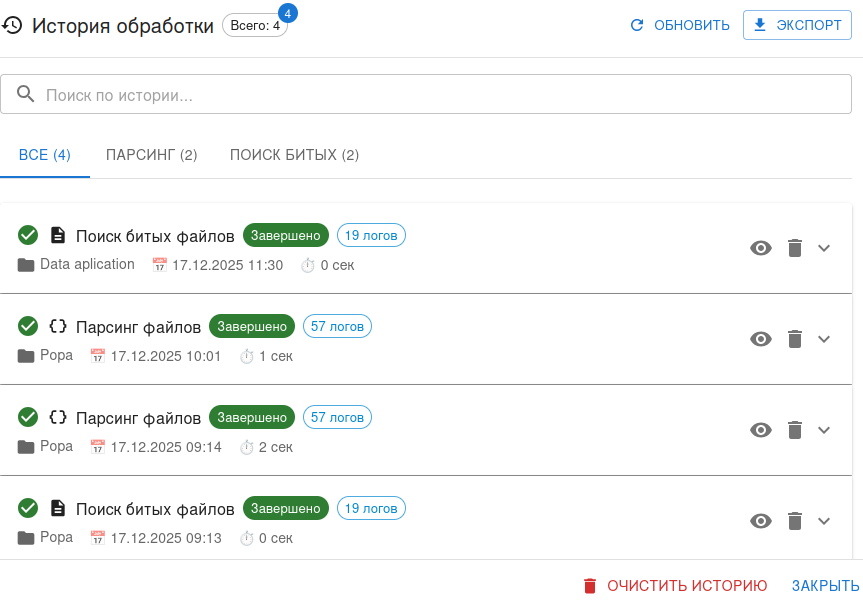 История обработки Всего: 4 4 ОБНОВИТЬ ЭКСПОРТ
Поиск по истории...
ВСЕ (4) ПАРСИНГ (2) ПОИСК БИТЫХ (2)
Поиск битых файлов Завершено 19 логов
Data aplication 17.12.2025 11:30 0 сек
Парсинг файлов Завершено 57 логов
Popa 17.12.2025 10:01 1 сек
Парсинг файлов Завершено 57 логов
Popa 17.12.2025 09:14 2 сек
Поиск битых файлов Завершено 19 логов
Popa 17.12.2025 09:13 0 сек
ОЧИСТИТЬ ИСТОРИЮ ЗАКРЫТЬ